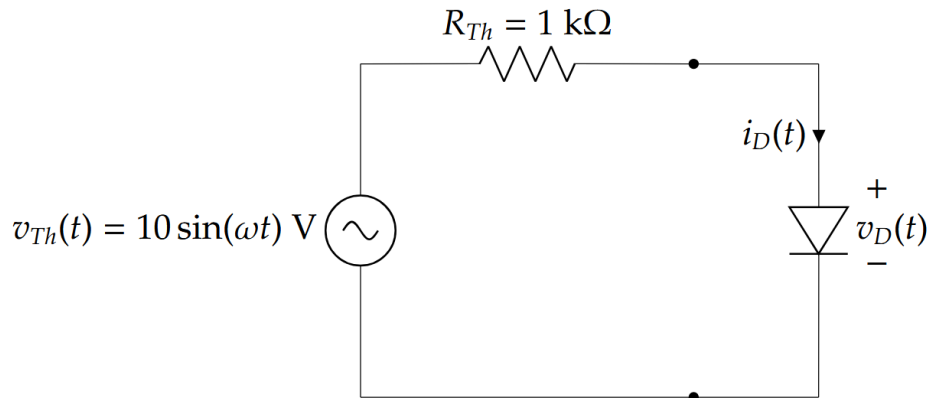 R_{Th} = 1 kΩ
i_D(t)
+
v_{Th}(t) = 10 sin(ωt) V
v_D(t)
−